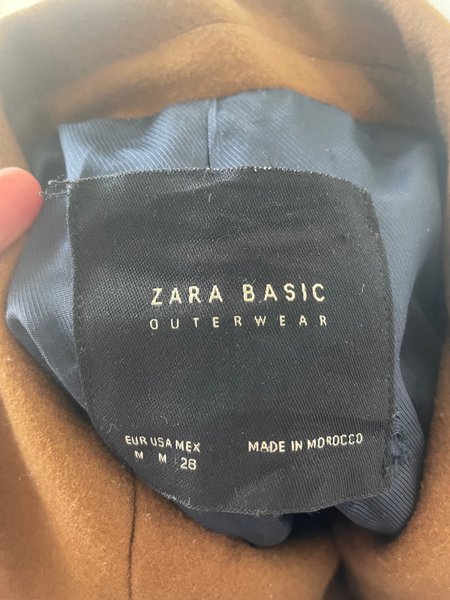 ZARA BASIC
OUTERWEAR
EUR USA MEX
M M 28
MADE IN MOROCCO